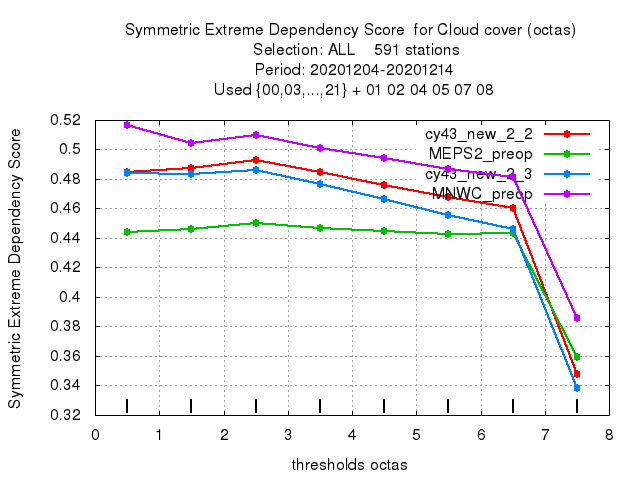 Symmetric Extreme Dependency Score  for Cloud cover (octas)
Selection: ALL    591 stations
Period: 20201204-20201214
Used {00,03,...,21} + 01 02 04 05 07 08
Symmetric Extreme Dependency Score
0.52
0.5
0.48
0.46
0.44
0.42
0.4
0.38
0.36
0.34
0.32
cy43_new_2_2
MEPS2_preop
cy43_new_2_3
MNWC_preop
0 1 2 3 4 5 6 7 8
thresholds octas